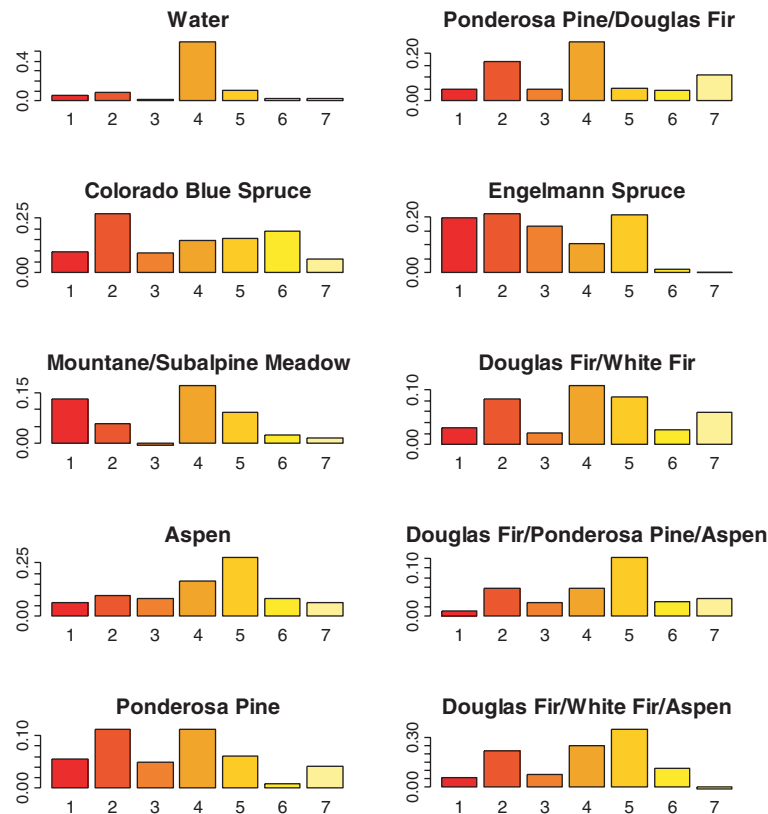 Water
0.0 0.4
1 2 3 4 5 6 7
Ponderosa Pine/Douglas Fir
0.00 0.20
1 2 3 4 5 6 7
Colorado Blue Spruce
0.00 0.25
1 2 3 4 5 6 7
Engelmann Spruce
0.00 0.20
1 2 3 4 5 6 7
Mountane/Subalpine Meadow
0.00 0.15
1 2 3 4 5 6 7
Douglas Fir/White Fir
0.00 0.10
1 2 3 4 5 6 7
Aspen
0.00 0.25
1 2 3 4 5 6 7
Douglas Fir/Ponderosa Pine/Aspen
0.00 0.10
1 2 3 4 5 6 7
Ponderosa Pine
0.00 0.10
1 2 3 4 5 6 7
Douglas Fir/White Fir/Aspen
0.00 0.30
1 2 3 4 5 6 7